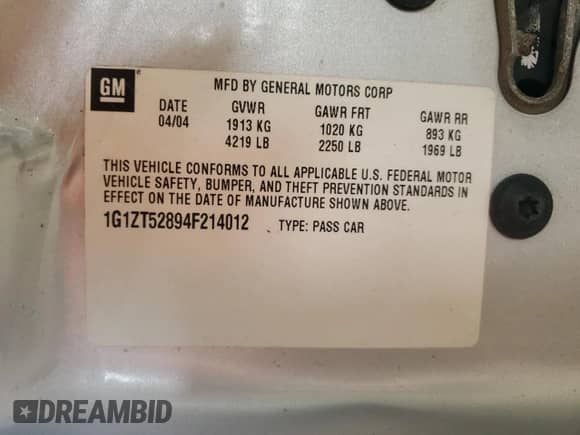 GM
MFD BY GENERAL MOTORS CORP
DATE GVWR GAWR FRT GAWR RR
04/04 1913 KG 1020 KG 893 KG
4219 LB 2250 LB 1969 LB
THIS VEHICLE CONFORMS TO ALL APPLICABLE U.S. FEDERAL MOTOR
VEHICLE SAFETY, BUMPER, AND THEFT PREVENTION STANDARDS IN
EFFECT ON THE DATE OF MANUFACTURE SHOWN ABOVE.
1G1ZT52894F214012 TYPE: PASS CAR
DREAMBID